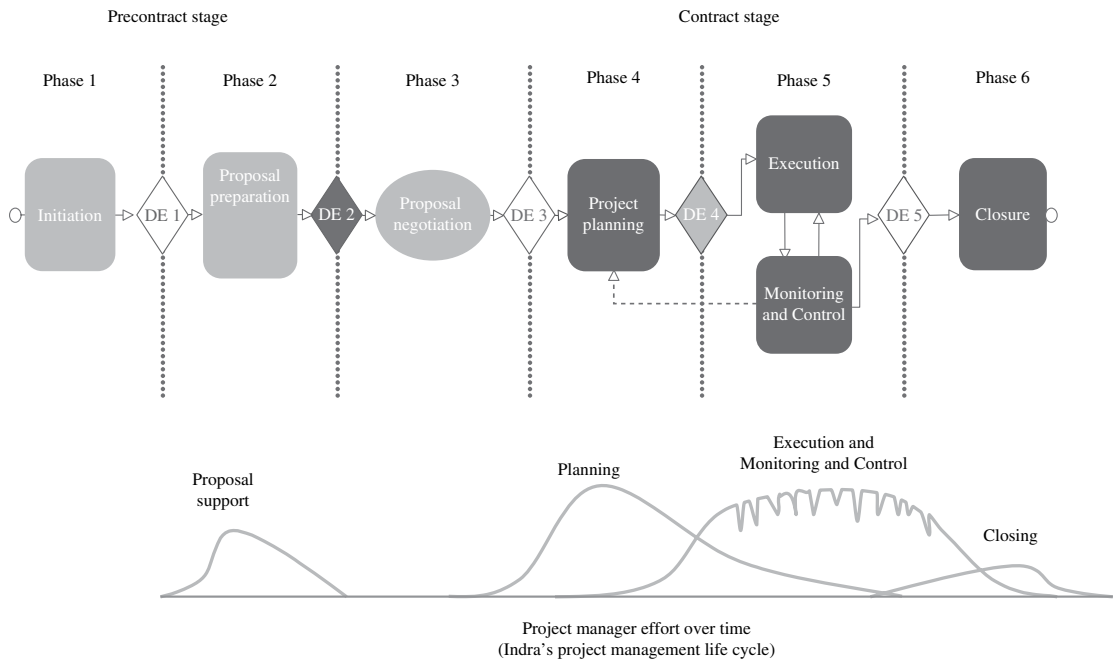 Precontract stage
Contract stage
Phase 1
Phase 2
Phase 3
Phase 4
Phase 5
Phase 6
Initiation
DE 1
Proposal
preparation
DE 2
Proposal
negotiation
DE 3
Project
planning
DE 4
Execution
Monitoring
and Control
DE 5
Closure
Proposal
support
Planning
Execution and
Monitoring and Control
Closing
Project manager effort over time
(Indra's project management life cycle)